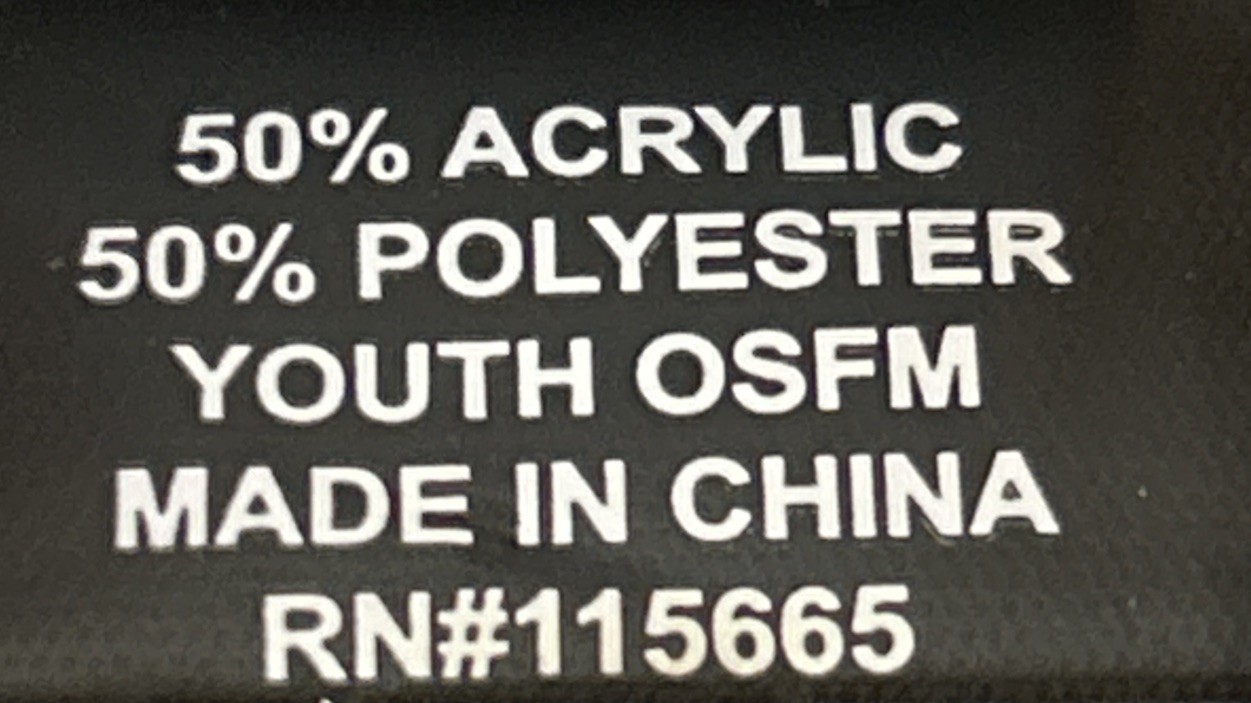 50% ACRYLIC
50% POLYESTER
YOUTH OSFM
MADE IN CHINA
RN#115665